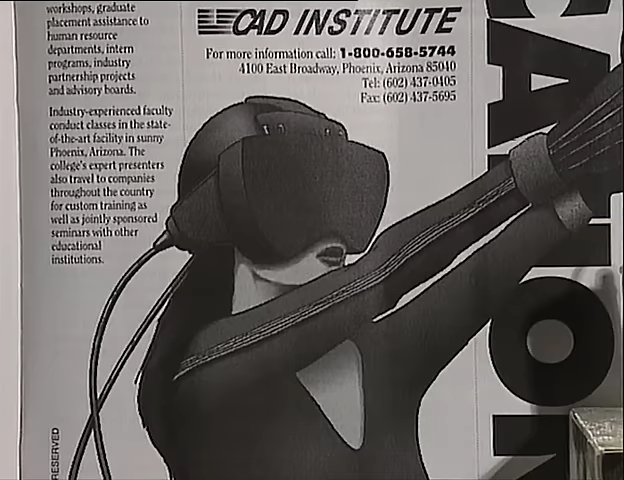 workshops, graduate
placement assistance to
human resource
departments, intern
programs, industry
partnership projects
and advisory boards.
Industry-experienced faculty
conduct classes in the state-
of-the-art facility in sunny
Phoenix, Arizona. The
college's expert presenters
also travel to companies
throughout the country
for custom training as
well as jointly sponsored
seminars with other
educational
institutions.
CAD INSTITUTE
For more information call: 1-800-658-5744
4100 East Broadway, Phoenix, Arizona 85040
Tel: (602) 437-0405
Fax: (602) 437-5695
CATION
RESERVED